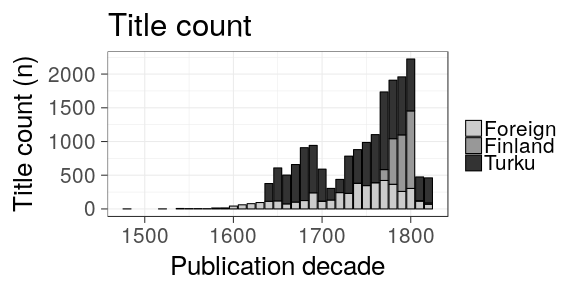 Title count
Title count (n)
2000
1500
1000
500
0
1500 1600 1700 1800
Publication decade
Foreign
Finland
Turku